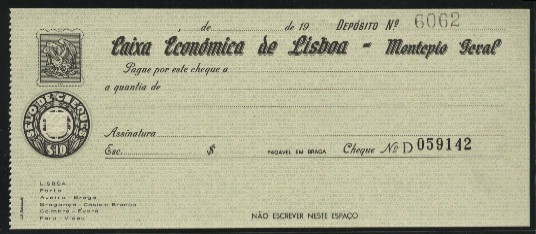 , de de 19 DEPÓSITO Nº 6062
Caixa Económica de Lisboa - Montepio Geral
Pague por este cheque a
a quantia de
SELO DE CHEQUES
$10
Assinatura
Esc. $ PAGÁVEL EM BRAGA Cheque Nº D 059142
LISBOA
Porto
Aveiro - Braga
Bragança - Castelo Branco
Coimbra - Évora
Faro - Viseu
NÃO ESCREVER NESTE ESPAÇO